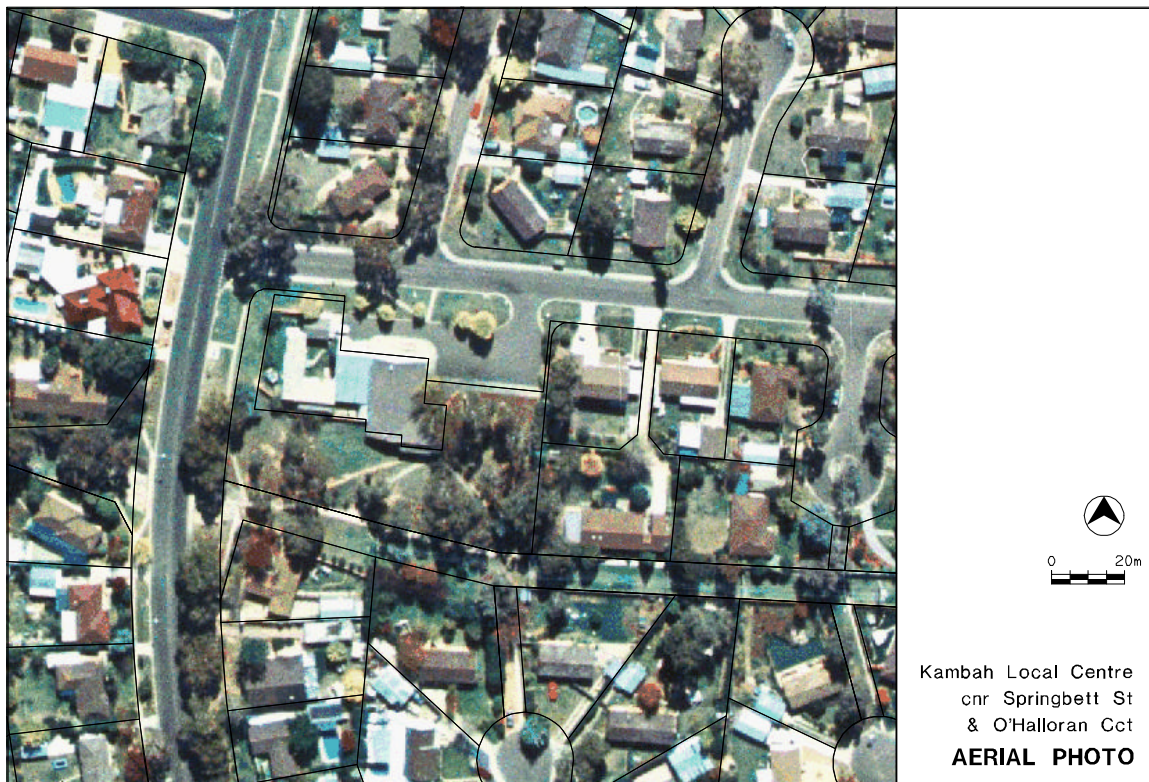 0 20m
Kambah Local Centre
cnr Springbett St
& O'Halloran Cct
AERIAL PHOTO